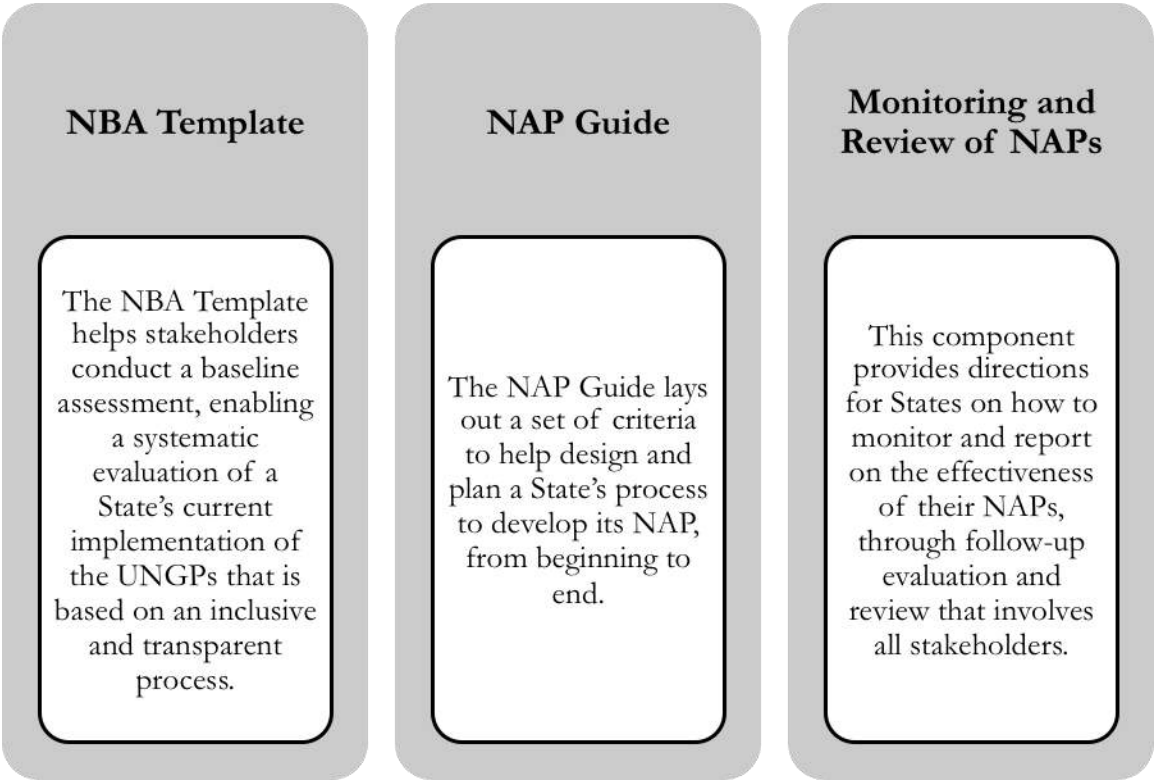 NBA Template
The NBA Template
helps stakeholders
conduct a baseline
assessment, enabling
a systematic
evaluation of a
State’s current
implementation of
the UNGPs that is
based on an inclusive
and transparent
process.
NAP Guide
The NAP Guide lays
out a set of criteria
to help design and
plan a State’s process
to develop its NAP,
from beginning to
end.
Monitoring and
Review of NAPs
This component
provides directions
for States on how to
monitor and report
on the effectiveness
of their NAPs,
through follow-up
evaluation and
review that involves
all stakeholders.